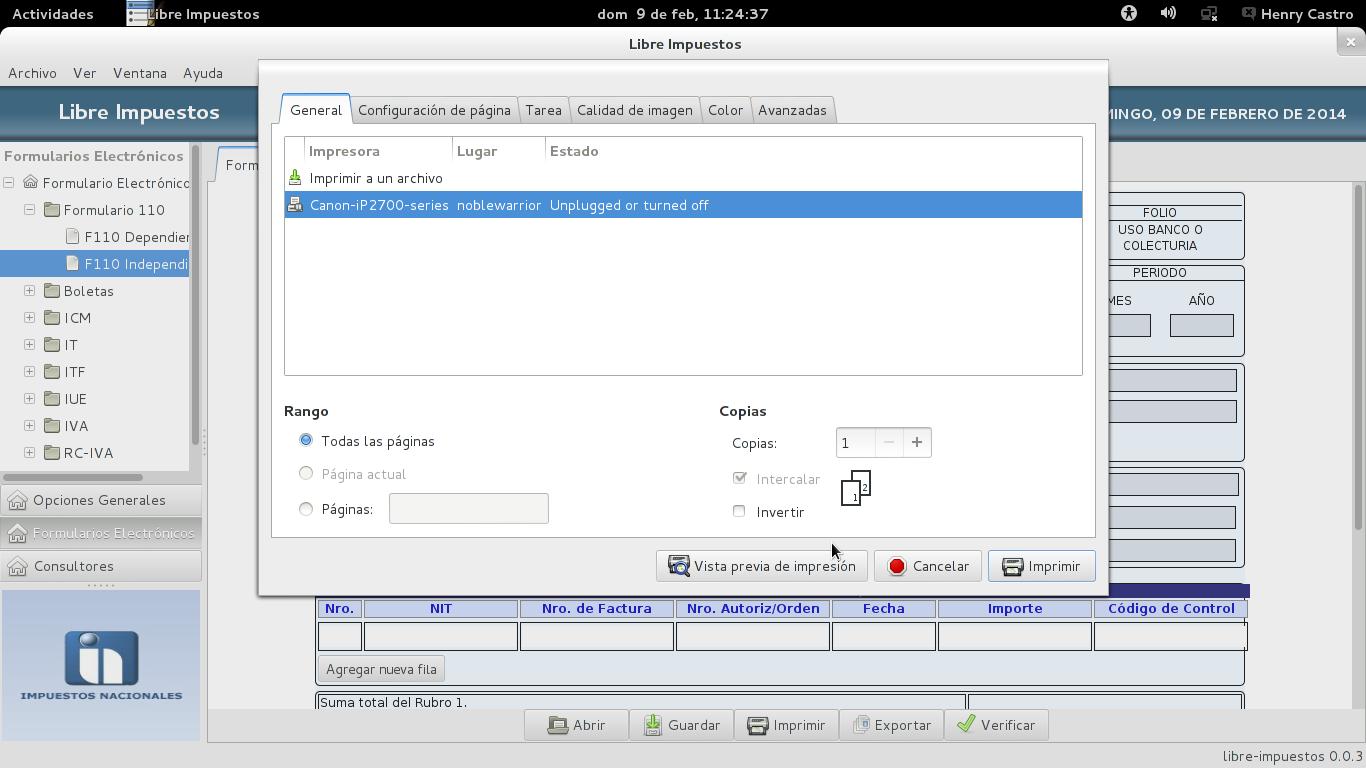 Actividades
Libre Impuestos
dom 9 de feb, 11:24:37
Henry Castro
Libre Impuestos
Archivo Ver Ventana Ayuda
Libre Impuestos
MINGO, 09 DE FEBRERO DE 2014
Formularios Electrónicos
Formulario Electrónico
Formulario 110
F110 Dependien
F110 Independi
Boletas
ICM
IT
ITF
IUE
IVA
RC-IVA
Opciones Generales
Formularios Electrónicos
Consultores
IMPUESTOS NACIONALES
Form
General Configuración de página Tarea Calidad de imagen Color Avanzadas
Impresora Lugar Estado
Imprimir a un archivo
Canon-iP2700-series noblewarrior Unplugged or turned off
Rango
Todas las páginas
Página actual
Páginas:
Copias
Copias: 1
Intercalar
1 2
Invertir
Vista previa de impresión Cancelar Imprimir
FOLIO
USO BANCO O
COLECTURIA
PERIODO
MES AÑO
Nro. NIT Nro. de Factura Nro. Autoriz/Orden Fecha Importe Código de Control
Agregar nueva fila
Suma total del Rubro 1.
Abrir Guardar Imprimir Exportar Verificar
libre-impuestos 0.0.3